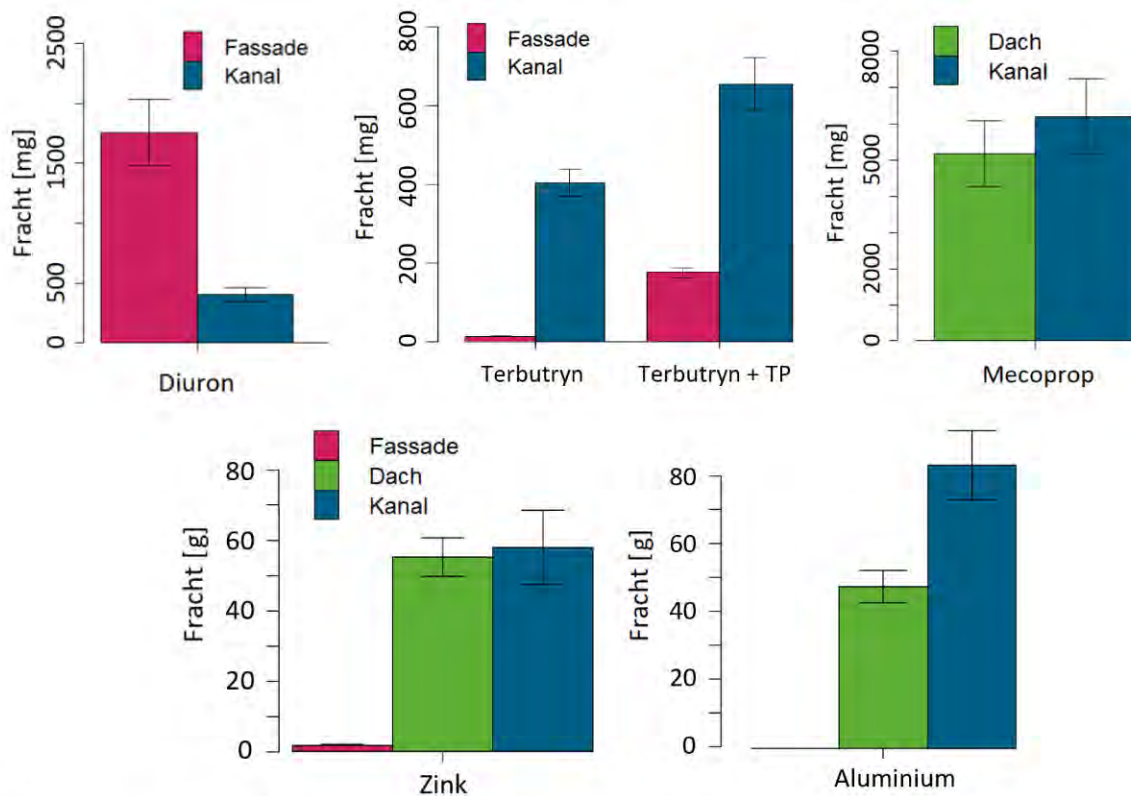 Fracht [mg]
2500
1500
500
0
Fassade
Kanal
Diuron
Fracht [mg]
800
600
400
200
0
Fassade
Kanal
Terbutryn
Terbutryn + TP
Fracht [mg]
8000
5000
2000
0
Dach
Kanal
Mecoprop
Fracht [g]
80
60
40
20
0
Fassade
Dach
Kanal
Zink
Fracht [g]
80
60
40
20
0
Aluminium